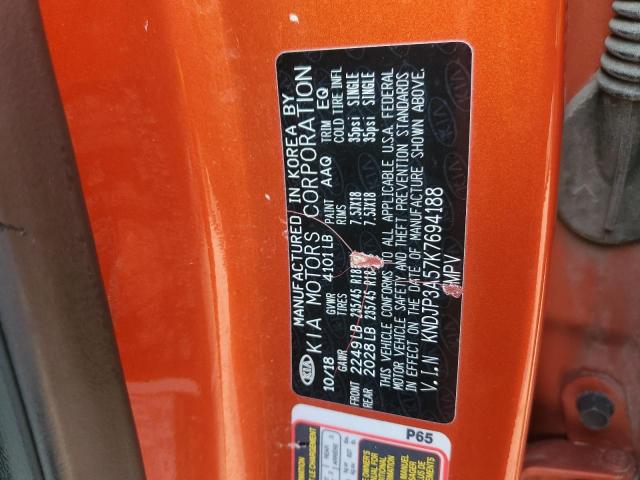 KIA
MANUFACTURED IN KOREA BY
KIA MOTORS CORPORATION
10/18 GVWR 4101LB PAINT AAQ TRIM EQ
GAWR TIRES RIMS COLD TIRE INFL
FRONT 2249LB 235/45 R18 7.5JX18 35psi SINGLE
REAR 2028LB 235/45 R18 7.5JX18 35psi SINGLE
THIS VEHICLE CONFORMS TO ALL APPLICABLE U.S.A. FEDERAL
MOTOR VEHICLE SAFETY AND THEFT PREVENTION STANDARDS
IN EFFECT ON THE DATE OF MANUFACTURE SHOWN ABOVE.
V.I.N KNDJP3A57K7694188
MPV
P65